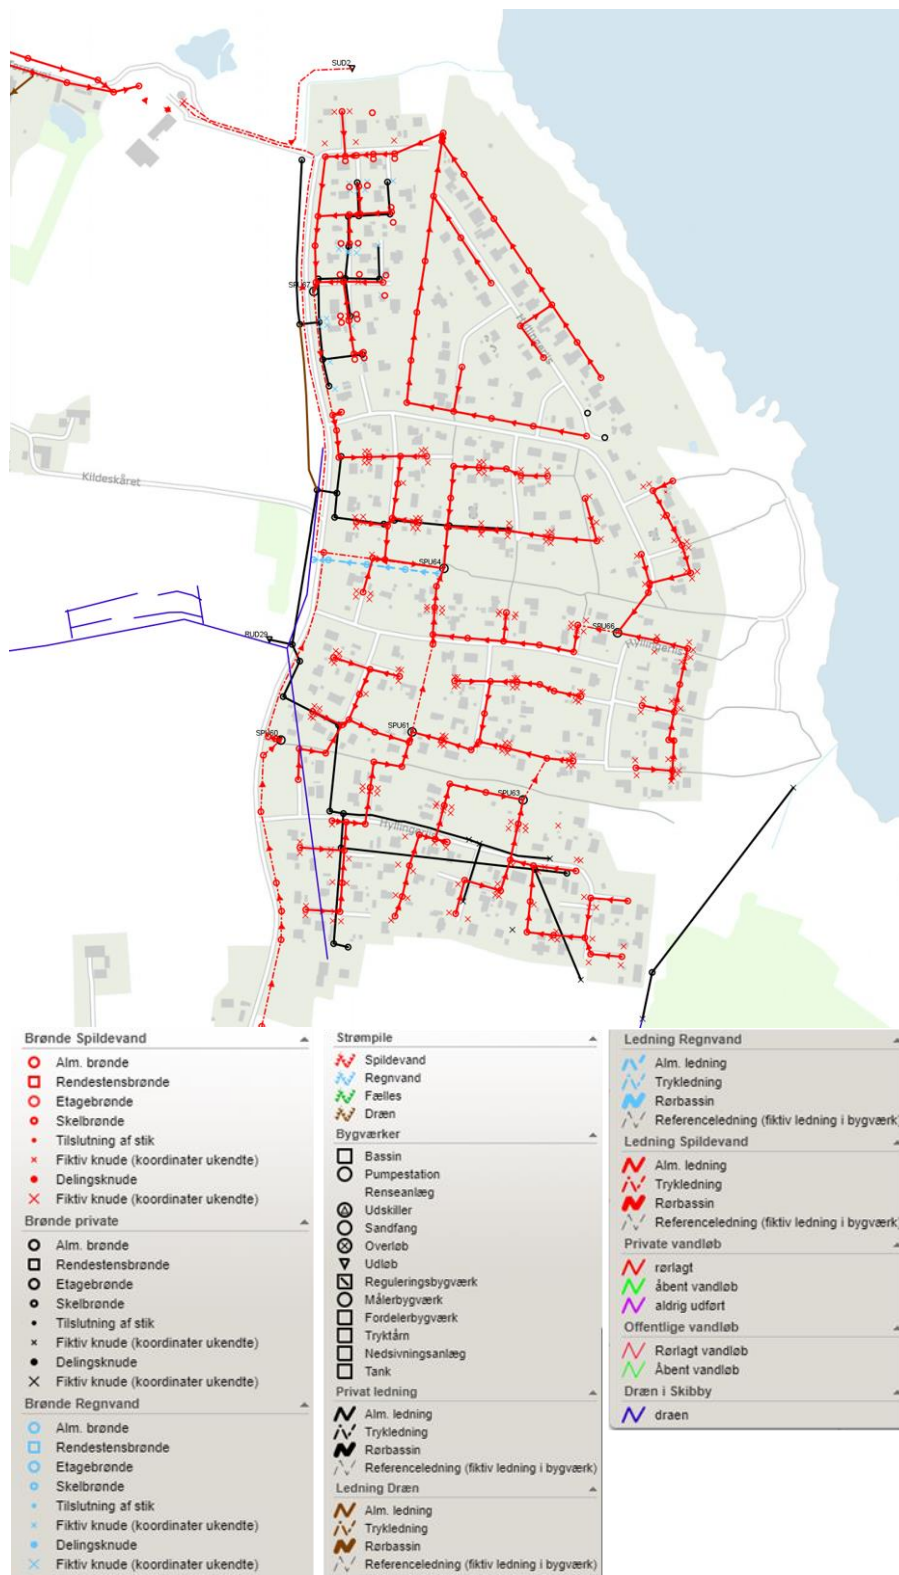 SUD2
Torpevej
SPU67
Hyllingeriis
Kildeskåret
SPU64
RUD29
SPU66
Hyllingeriis
SPU61
SPU60
SPU63
Hyllingeriis
Brønde Spildevand
Alm. brønde
Rendestensbrønde
Etagebrønde
Skelbrønde
Tilslutning af stik
Fiktiv knude (koordinater ukendte)
Delingsknude
Fiktiv knude (koordinater ukendte)
Brønde private
Alm. brønde
Rendestensbrønde
Etagebrønde
Skelbrønde
Tilslutning af stik
Fiktiv knude (koordinater ukendte)
Delingsknude
Fiktiv knude (koordinater ukendte)
Brønde Regnvand
Alm. brønde
Rendestensbrønde
Etagebrønde
Skelbrønde
Tilslutning af stik
Fiktiv knude (koordinater ukendte)
Delingsknude
Fiktiv knude (koordinater ukendte)
Strømpile
Spildevand
Regnvand
Fælles
Dræn
Bygværker
Bassin
Pumpestation
Renseanlæg
Udskiller
Sandfang
Overløb
Udløb
Reguleringsbygværk
Målerbygværk
Fordelerbygværk
Tryktårn
Nedsivningsanlæg
Tank
Privat ledning
Alm. ledning
Trykledning
Rørbassin
Referenceledning (fiktiv ledning i bygværk)
Ledning Dræn
Alm. ledning
Trykledning
Rørbassin
Referenceledning (fiktiv ledning i bygværk)
Ledning Regnvand
Alm. ledning
Trykledning
Rørbassin
Referenceledning (fiktiv ledning i bygværk)
Ledning Spildevand
Alm. ledning
Trykledning
Rørbassin
Referenceledning (fiktiv ledning i bygværk)
Private vandløb
rørlagt
åbent vandløb
aldrig udført
Offentlige vandløb
Rørlagt vandløb
Åbent vandløb
Dræn i Skibby
draen